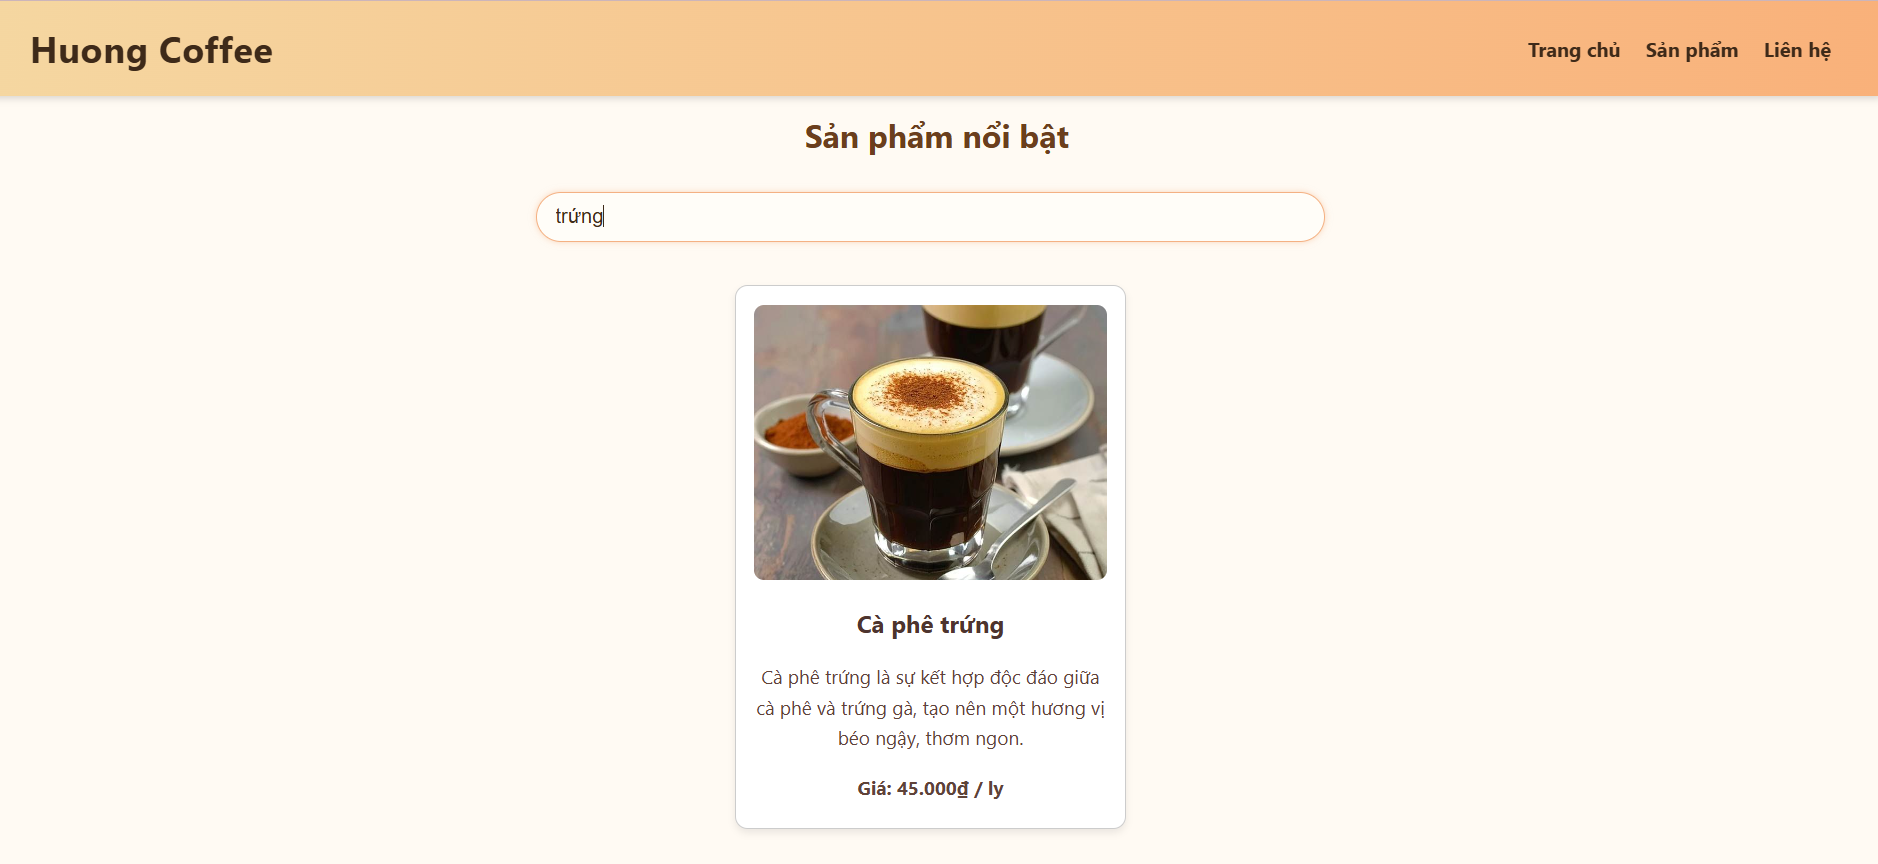 Huong Coffee
Trang chủ Sản phẩm Liên hệ
Sản phẩm nổi bật
trứng
Cà phê trứng
Cà phê trứng là sự kết hợp độc đáo giữa
cà phê và trứng gà, tạo nên một hương vị
béo ngậy, thơm ngon.
Giá: 45.000₫ / ly